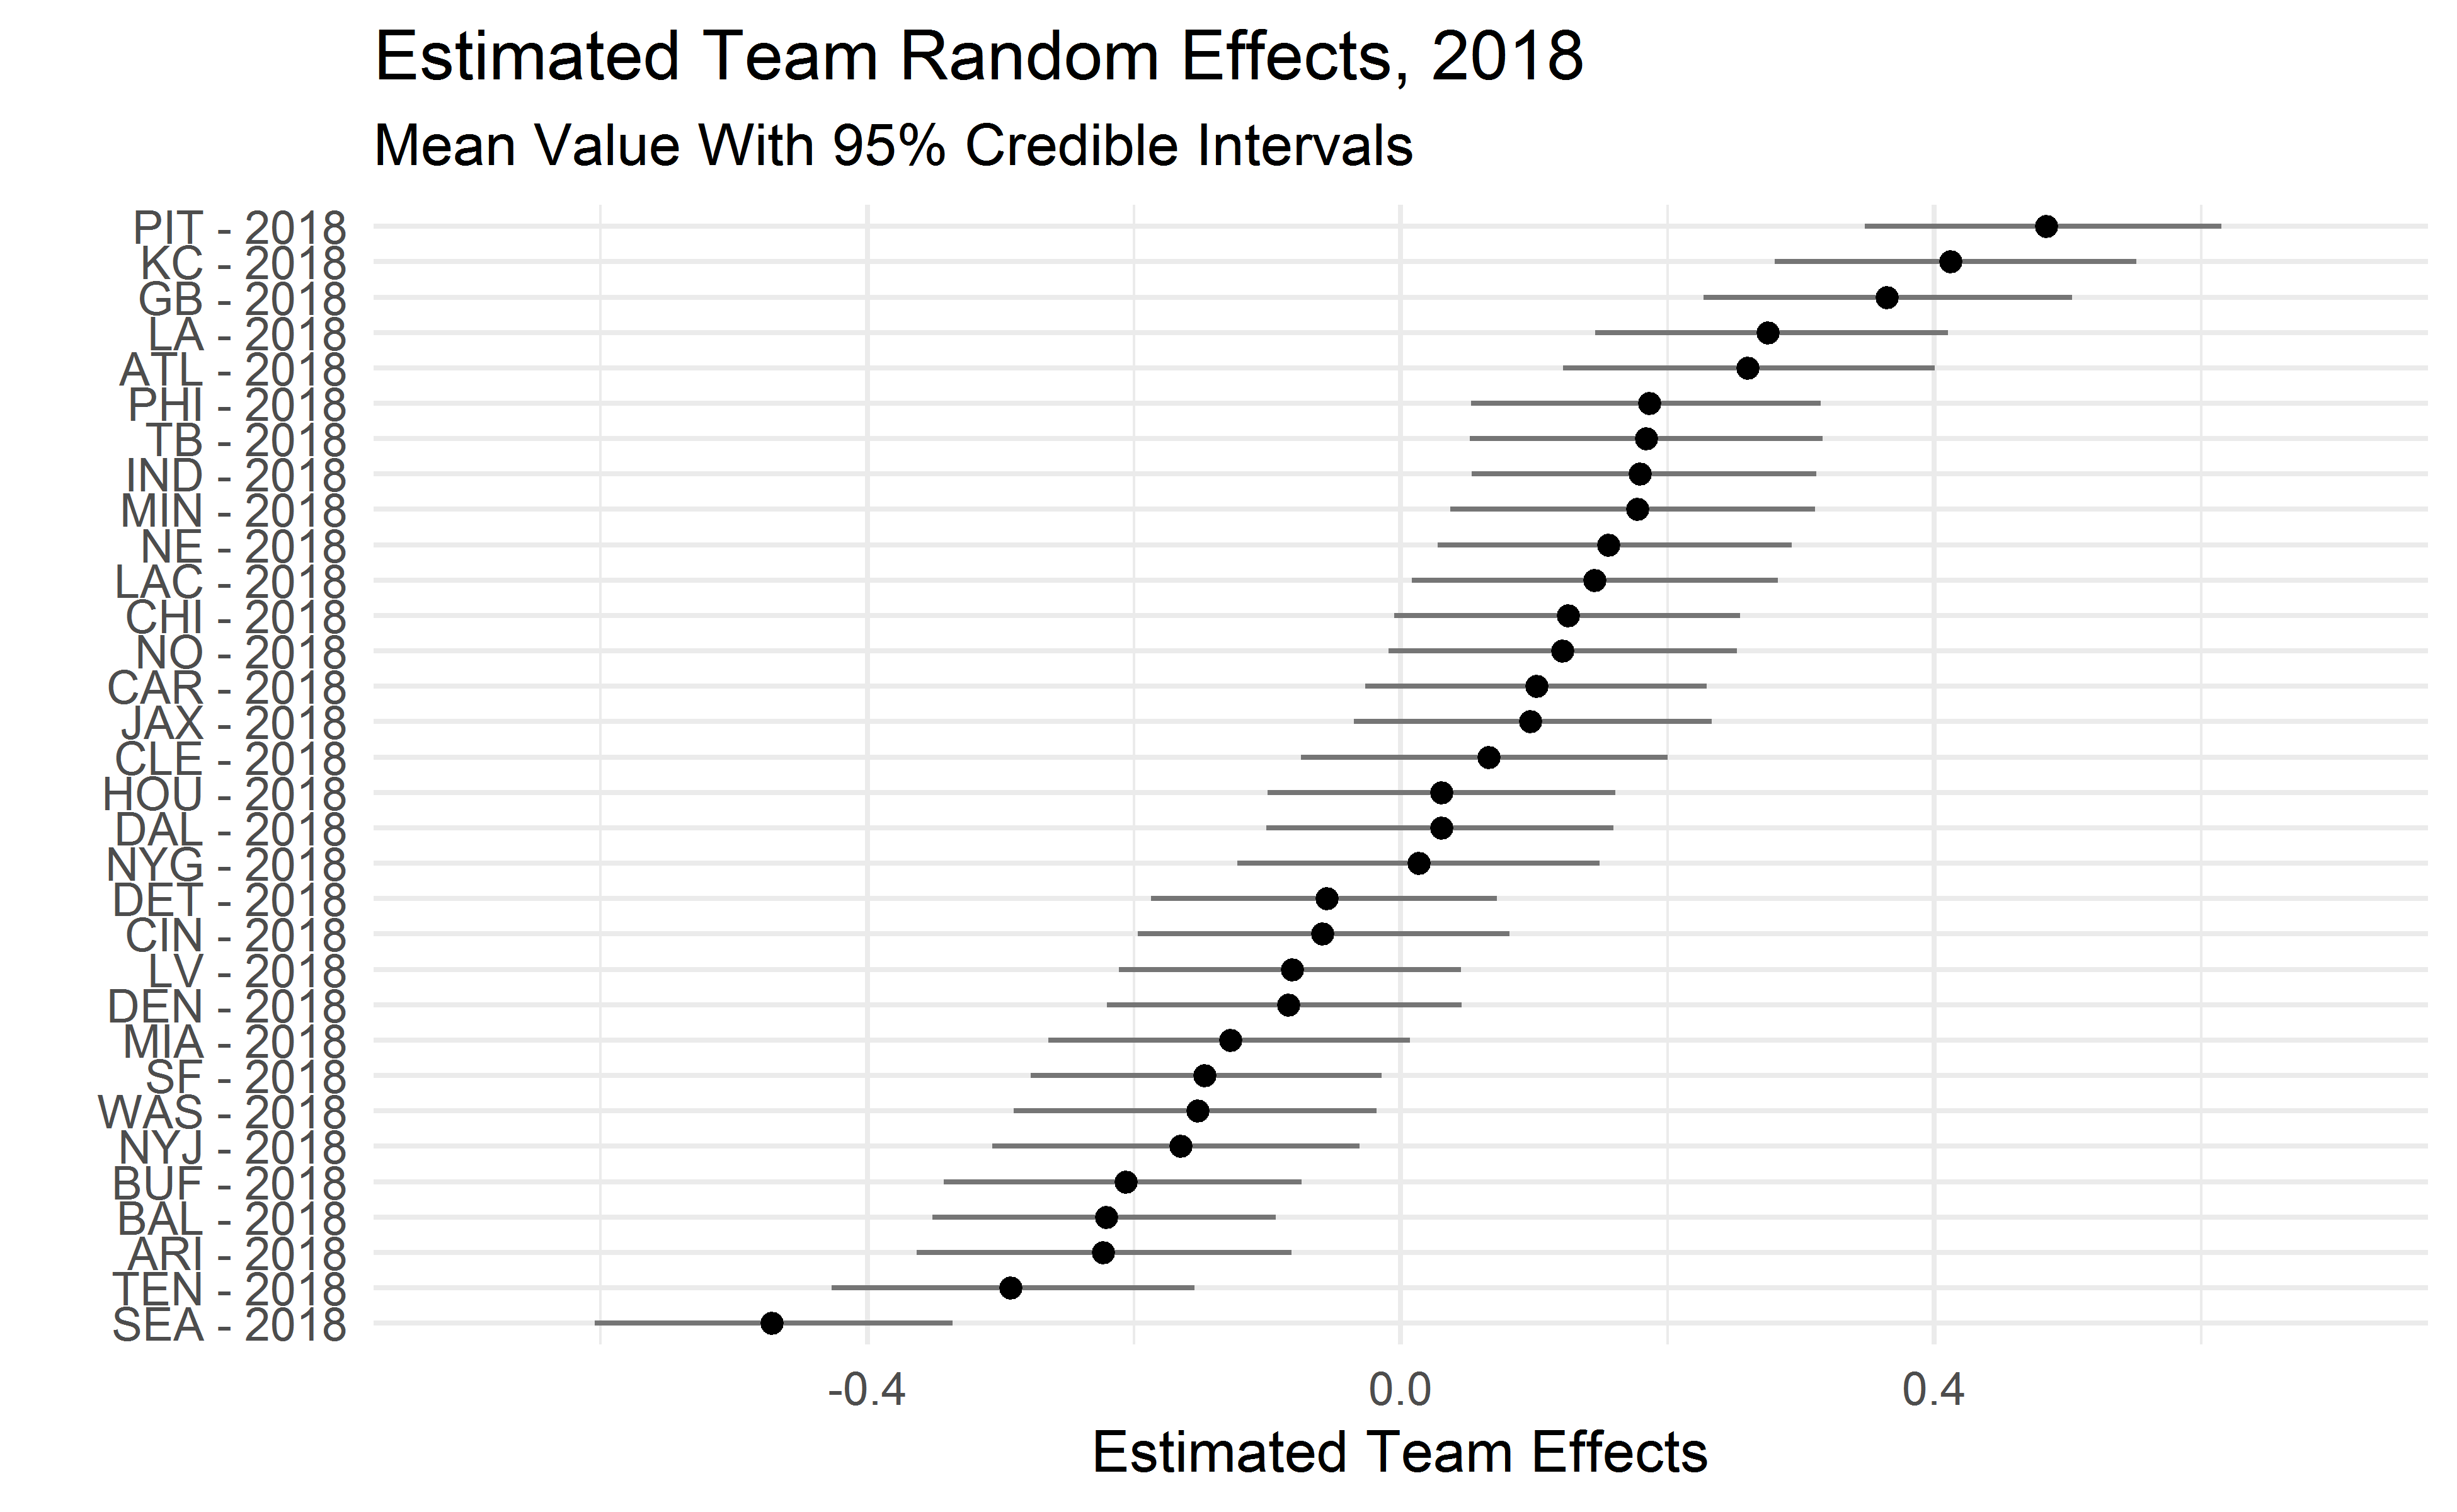 Estimated Team Random Effects, 2018
Mean Value With 95% Credible Intervals
PIT - 2018
KC - 2018
GB - 2018
LA - 2018
ATL - 2018
PHI - 2018
TB - 2018
IND - 2018
MIN - 2018
NE - 2018
LAC - 2018
CHI - 2018
NO - 2018
CAR - 2018
JAX - 2018
CLE - 2018
HOU - 2018
DAL - 2018
NYG - 2018
DET - 2018
CIN - 2018
LV - 2018
DEN - 2018
MIA - 2018
SF - 2018
WAS - 2018
NYJ - 2018
BUF - 2018
BAL - 2018
ARI - 2018
TEN - 2018
SEA - 2018
-0.4 0.0 0.4
Estimated Team Effects